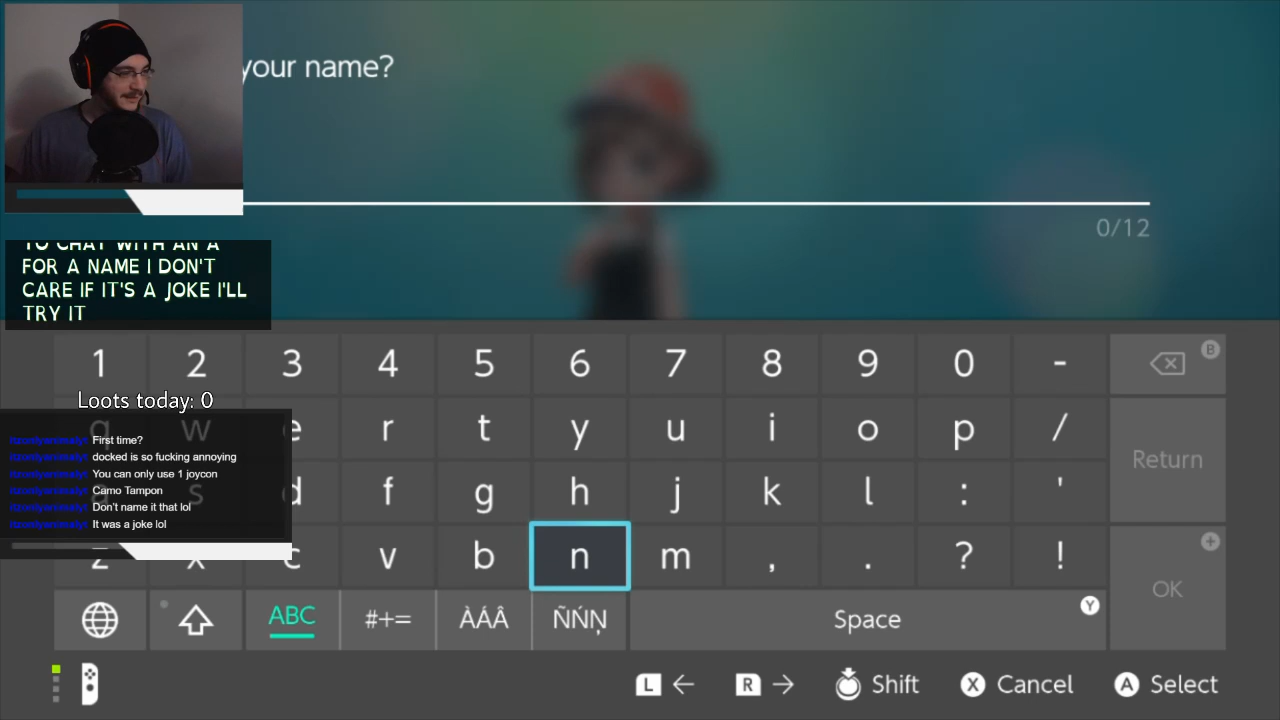 your name?
0/12
TO CHAT WITH AN A
FOR A NAME I DON'T
CARE IF IT'S A JOKE I'LL
TRY IT
1 2 3 4 5 6 7 8 9 0 -
B
Loots today: 0
q w e r t y u i o p /
Return
First time?
docked is so fucking annoying
You can only use 1 joycon
Camo Tampon
Don't name it that lol
It was a joke lol
a s d f g h j k l : '
z x c v b n m , . ? !
+
OK
ABC #+= ÀÁÂ ÑŃŅ Space Y
L ← R → Shift X Cancel A Select